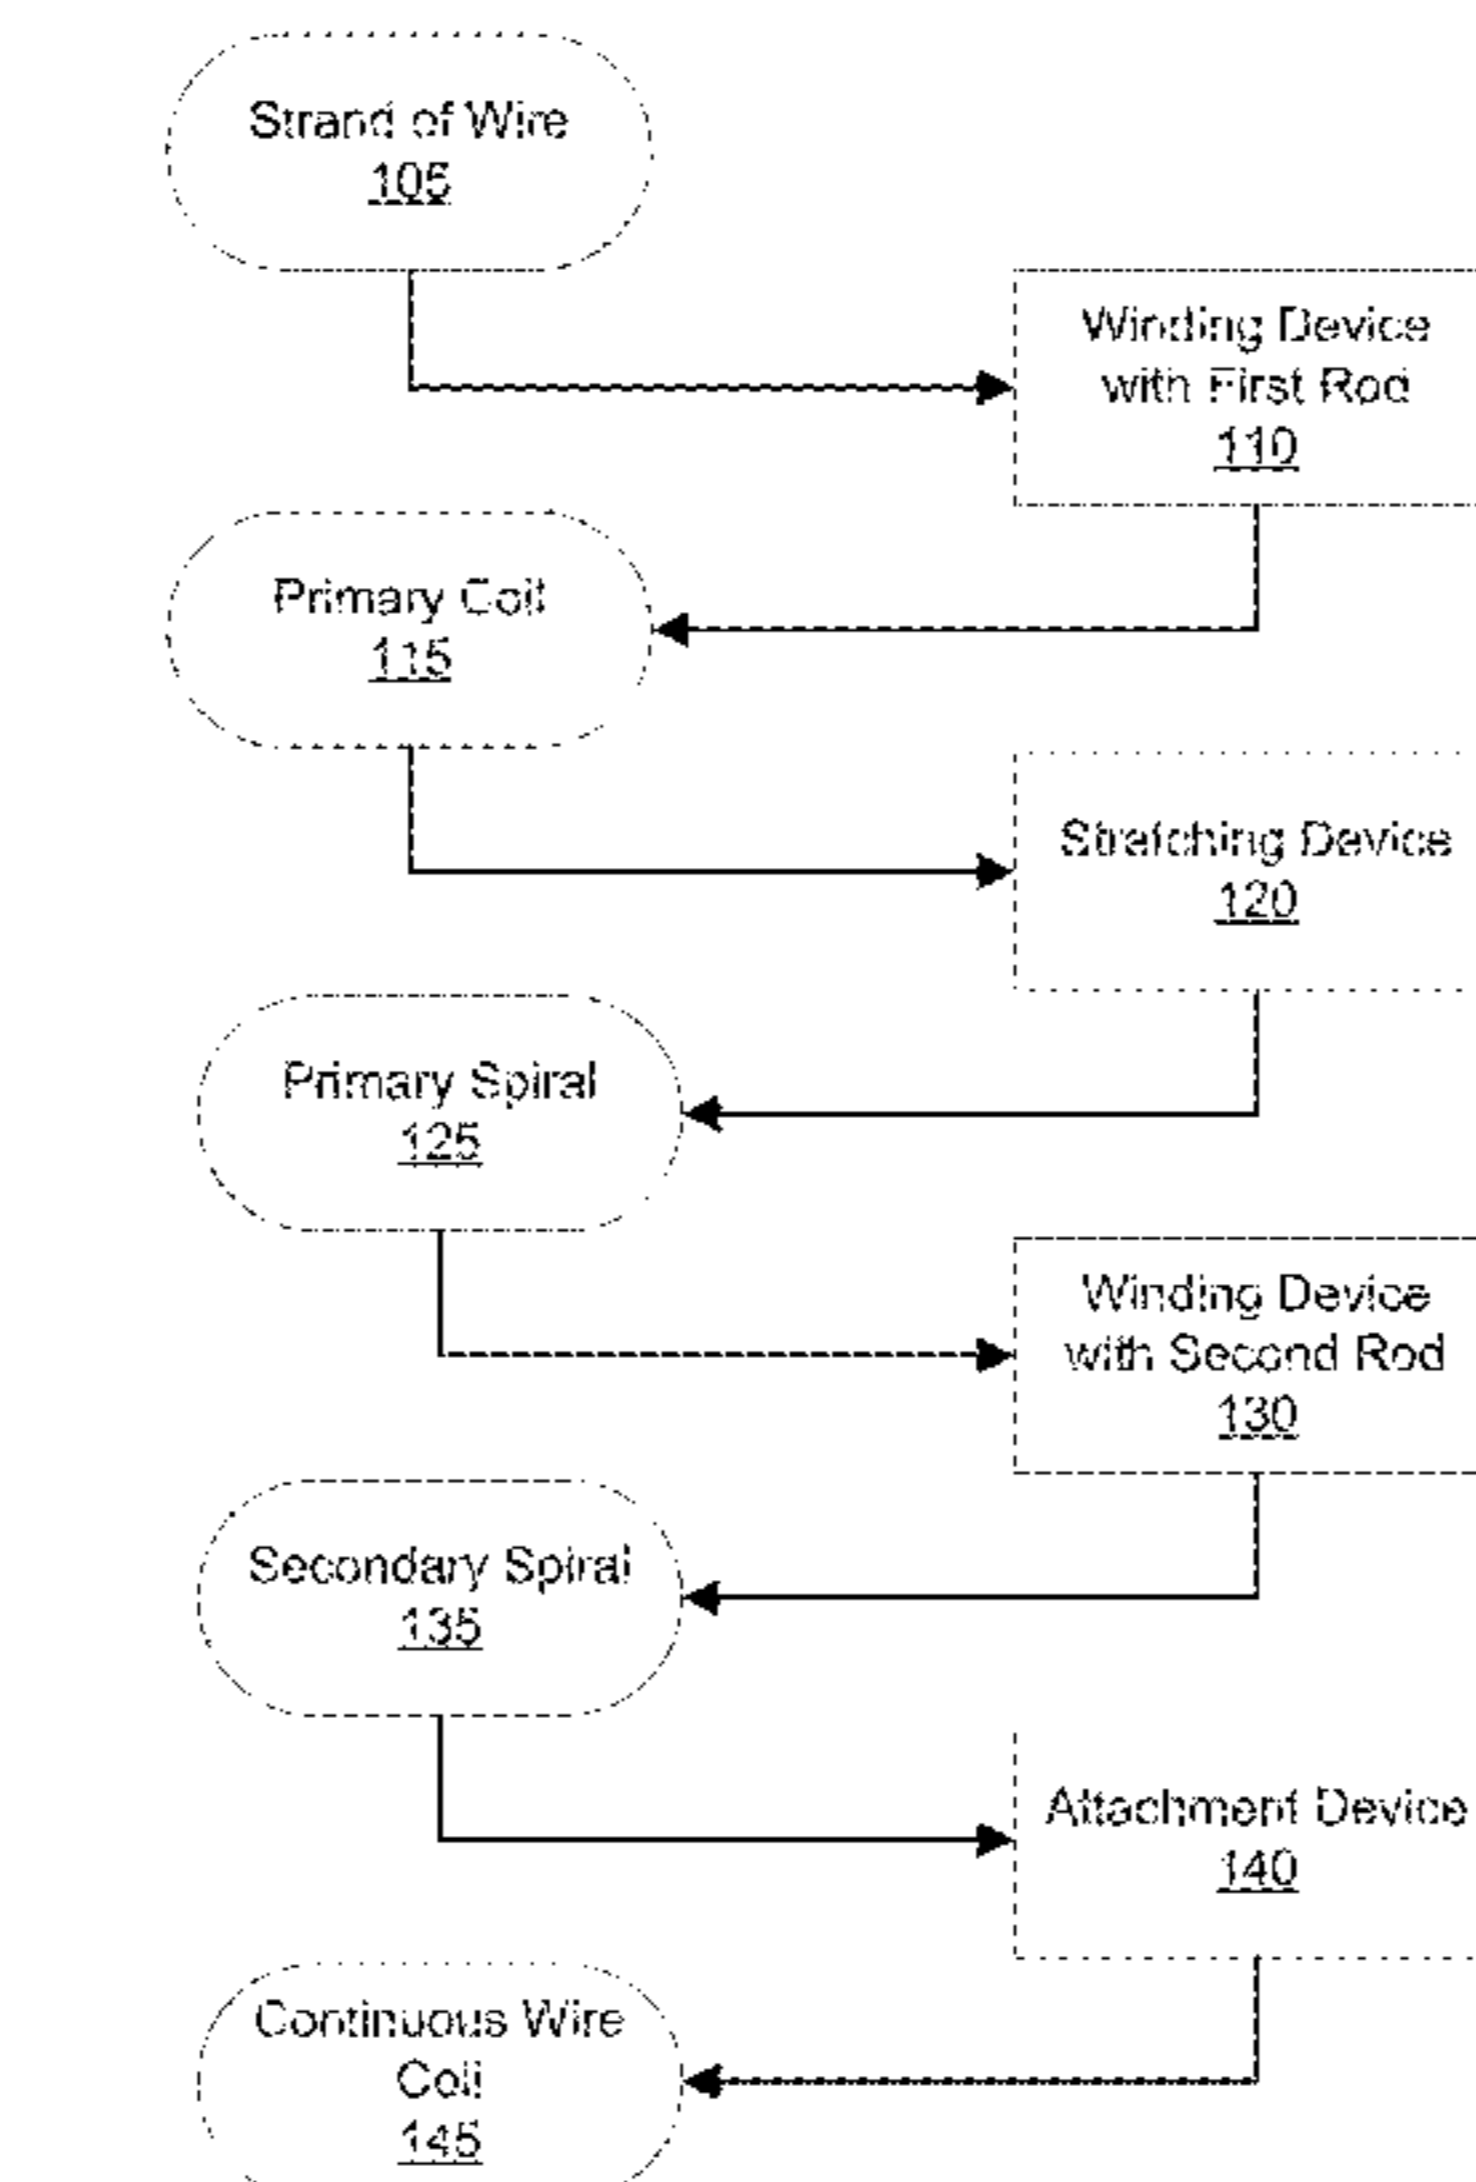 Strand of Wire
105
Winding Device
with First Rod
110
Primary Coil
115
Stretching Device
120
Primary Spiral
125
Winding Device
with Second Rod
130
Secondary Spiral
135
Attachment Device
140
Continuous Wire
Coil
145